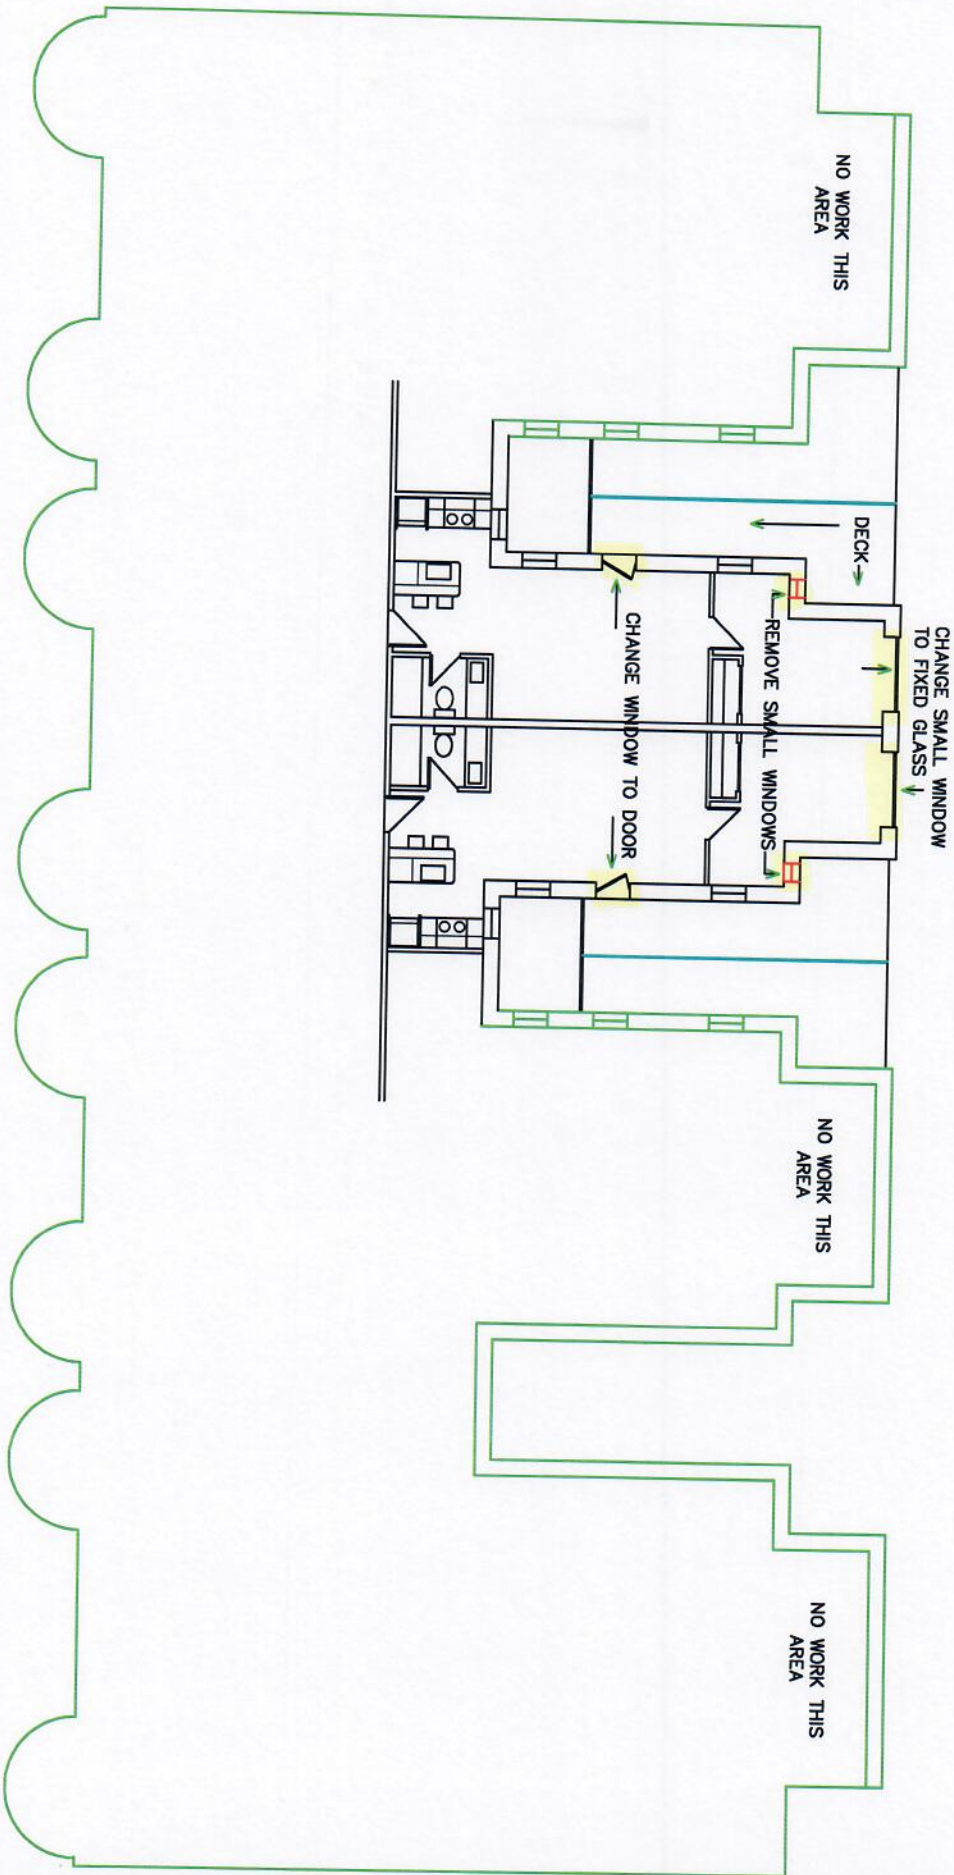 NO WORK THIS
AREA
DECK
CHANGE SMALL WINDOW
TO FIXED GLASS
REMOVE SMALL WINDOWS
CHANGE WINDOW TO DOOR
NO WORK THIS
AREA
NO WORK THIS
AREA